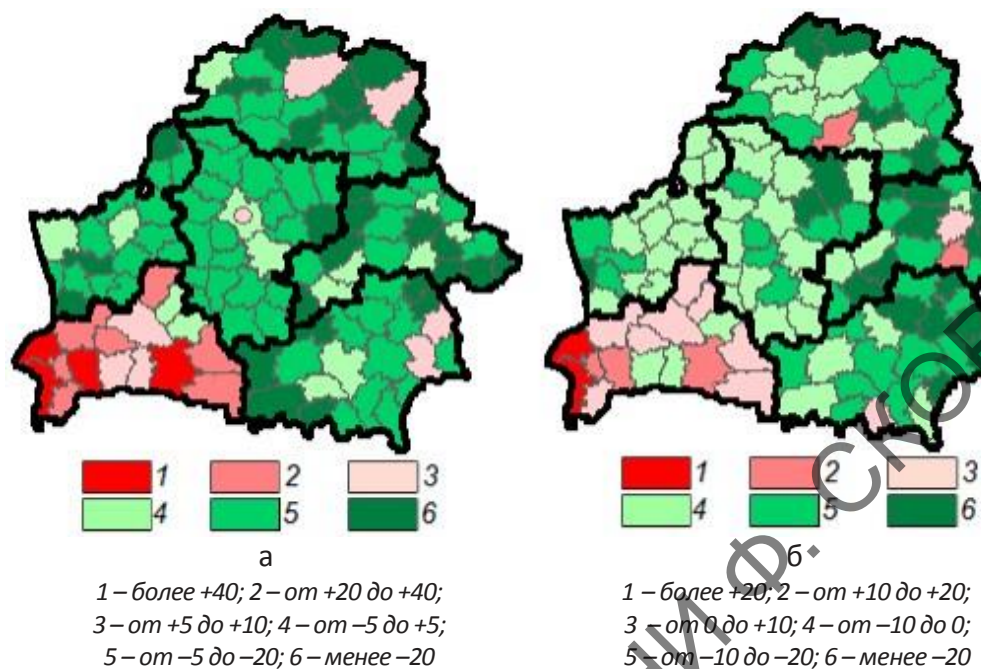 1 2 3
4 5 6
а
1 – более +40; 2 – от +20 до +40;
3 – от +5 до +10; 4 – от –5 до +5;
5 – от –5 до –20; 6 – менее –20
1 2 3
4 5 6
б
1 – более +20; 2 – от +10 до +20;
3 – от 0 до +10; 4 – от –10 до 0;
5 – от –10 до –20; 6 – менее –20
Ф. СКОР